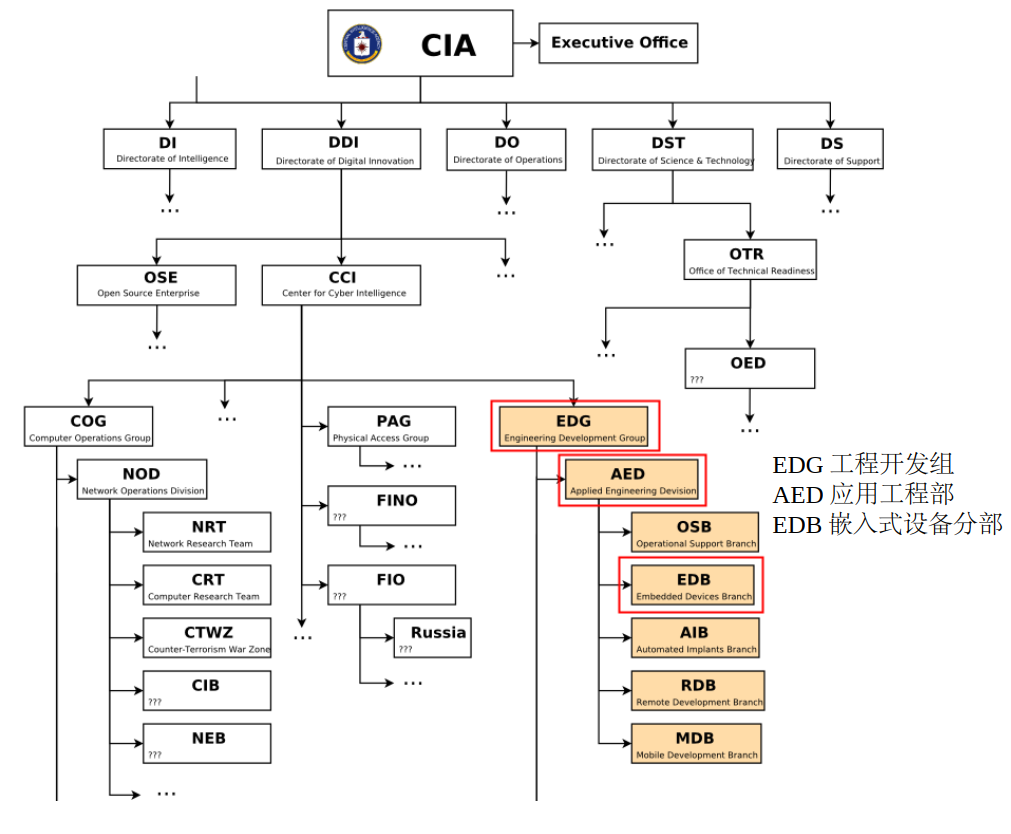 CIA
Executive Office
DI
Directorate of Intelligence
DDI
Directorate of Digital Innovation
DO
Directorate of Operations
DST
Directorate of Science & Technology
DS
Directorate of Support
...
...
...
...
OTR
Office of Technical Readiness
OSE
Open Source Enterprise
CCI
Center for Cyber Intelligence
...
...
...
OED
???
...
COG
Computer Operations Group
...
PAG
Physical Access Group
...
EDG
Engineering Development Group
NOD
Network Operations Division
AED
Applied Engineering Devision
EDG 工程开发组
AED 应用工程部
EDB 嵌入式设备分部
NRT
Network Research Team
FINO
???
...
OSB
Operational Support Branch
CRT
Computer Research Team
FIO
???
EDB
Embedded Devices Branch
CTWZ
Counter-Terrorism War Zone
...
Russia
???
...
AIB
Automated Implants Branch
CIB
???
RDB
Remote Development Branch
NEB
???
MDB
Mobile Development Branch
...